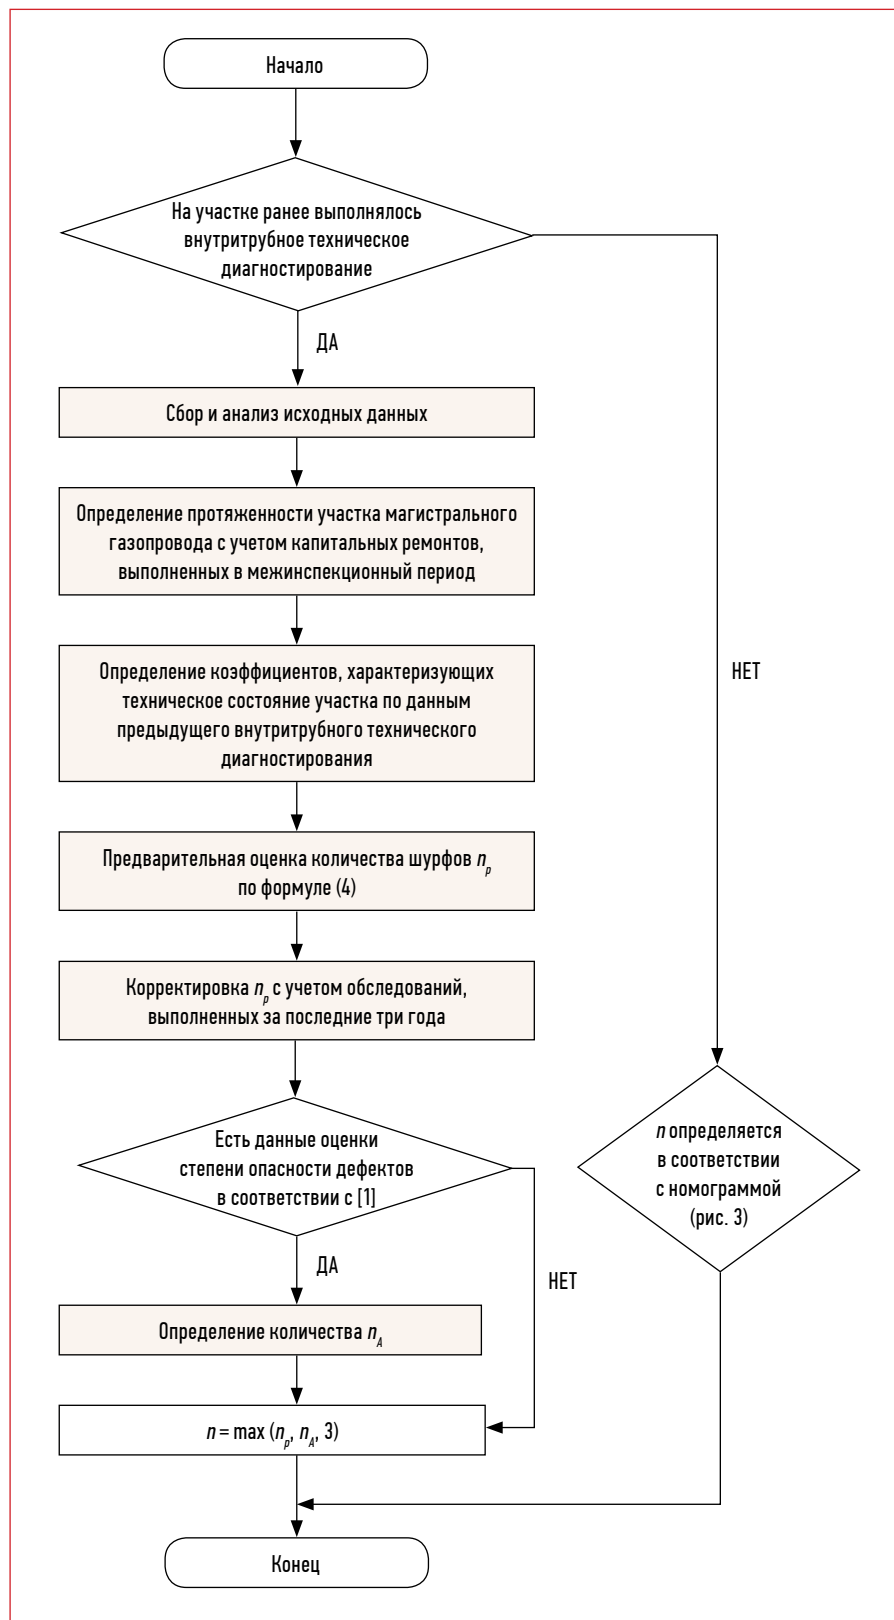 Начало
На участке ранее выполнялось
внутритрубное техническое
диагностирование
ДА
Сбор и анализ исходных данных
Определение протяженности участка магистрального
газопровода с учетом капитальных ремонтов,
выполненных в межинспекционный период
Определение коэффициентов, характеризующих
техническое состояние участка по данным
предыдущего внутритрубного технического
диагностирования
НЕТ
Предварительная оценка количества шурфов n_p
по формуле (4)
Корректировка n_p с учетом обследований,
выполненных за последние три года
Есть данные оценки
степени опасности дефектов
в соответствии с [1]
n определяется
в соответствии
с номограммой
(рис. 3)
ДА
НЕТ
Определение количества n_A
n = max (n_p, n_A, 3)
Конец